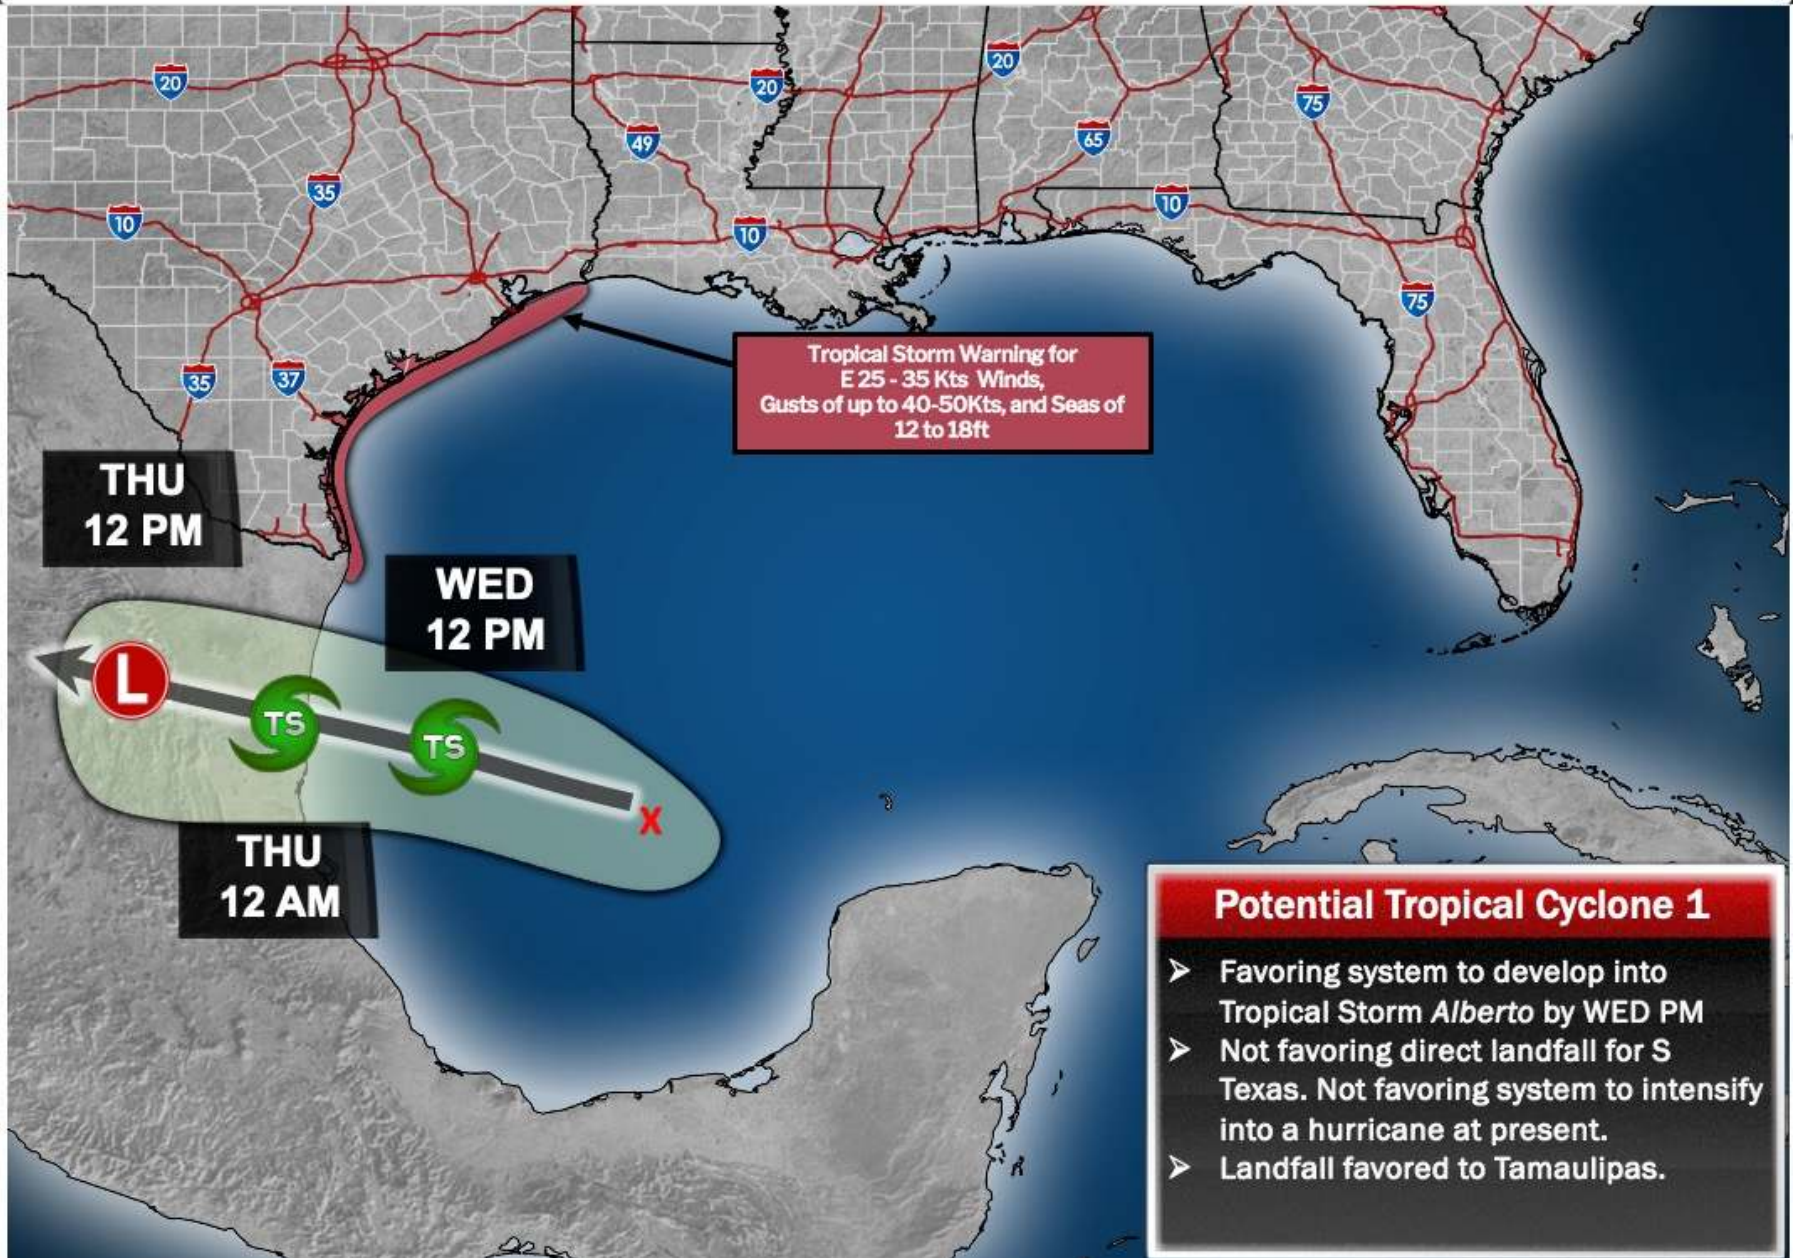 20
20
20
75
49
65
35
10
10
10
75
35
37
Tropical Storm Warning for
E 25 - 35 Kts Winds,
Gusts of up to 40-50Kts, and Seas of
12 to 18ft
THU
12 PM
WED
12 PM
L
TS
TS
X
THU
12 AM
Potential Tropical Cyclone 1
➢ Favoring system to develop into
Tropical Storm Alberto by WED PM
➢ Not favoring direct landfall for S
Texas. Not favoring system to intensify
into a hurricane at present.
➢ Landfall favored to Tamaulipas.